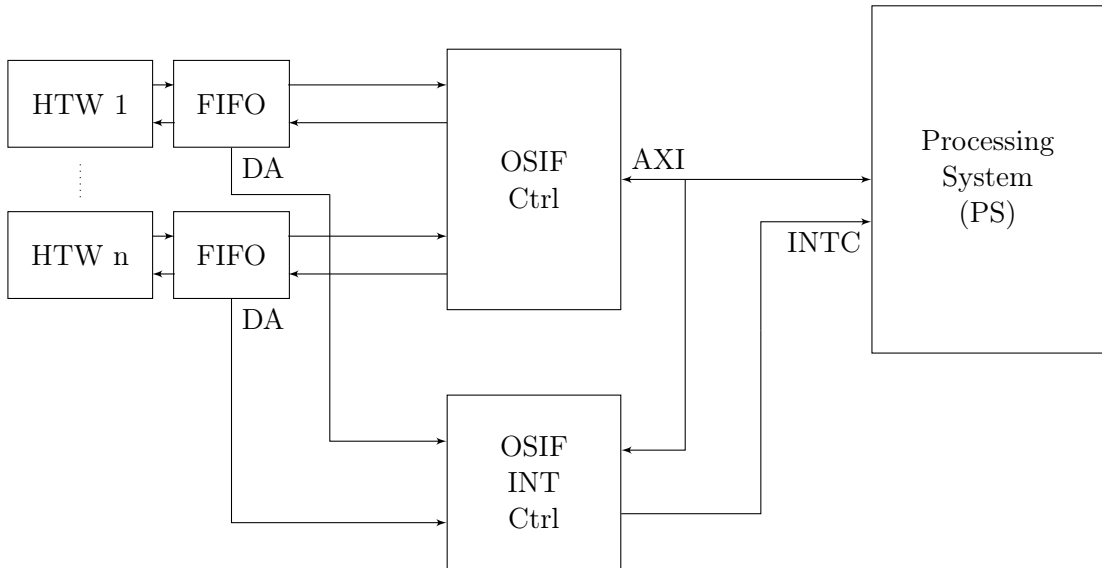 HTW 1
FIFO
DA
HTW n
FIFO
DA
OSIF
Ctrl
AXI
INTC
Processing
System
(PS)
OSIF
INT
Ctrl